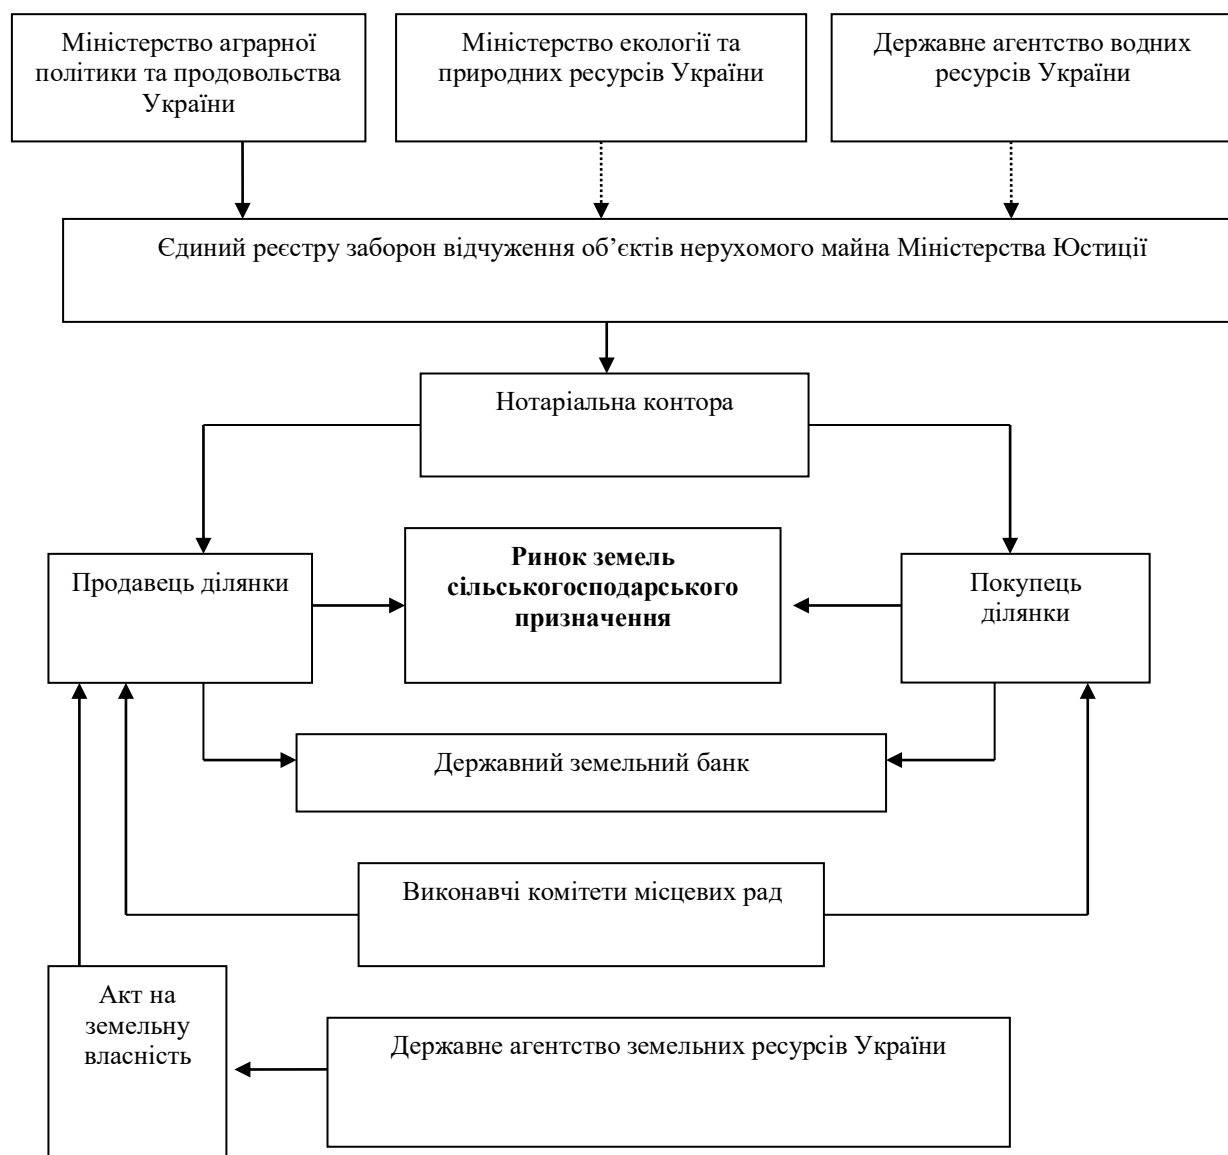 Міністерство аграрної
політики та продовольства
України
Міністерство екології та
природних ресурсів України
Державне агентство водних
ресурсів України
Єдиний реєстру заборон відчуження об’єктів нерухомого майна Міністерства Юстиції
Нотаріальна контора
Продавець ділянки
Ринок земель
сільськогосподарського
призначення
Покупець
ділянки
Державний земельний банк
Виконавчі комітети місцевих рад
Акт на
земельну
власність
Державне агентство земельних ресурсів України